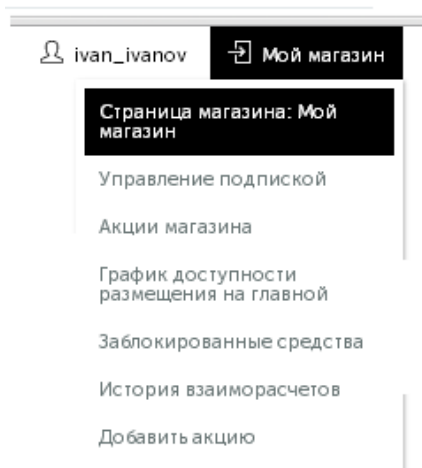 ivan_ivanov Мой магазин
Страница магазина: Мой
магазин
Управление подпиской
Акции магазина
График доступности
размещения на главной
Заблокированные средства
История взаиморасчетов
Добавить акцию